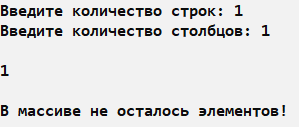 Введите количество строк: 1
Введите количество столбцов: 1
1
В массиве не осталось элементов!